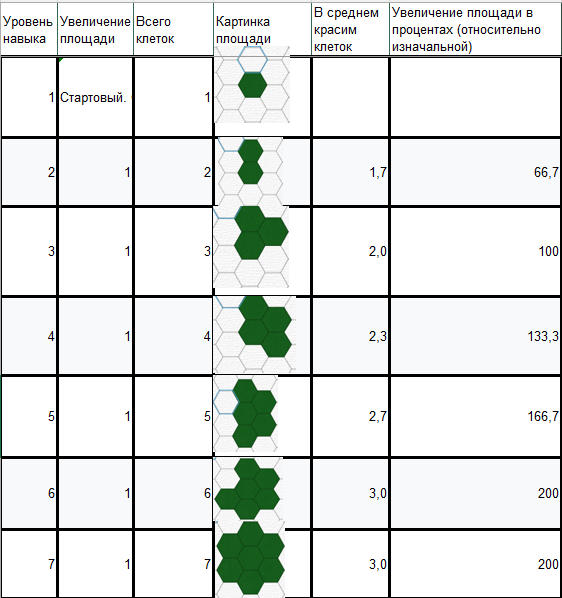 Уровень навыка Увеличение площади Всего клеток Картинка площади В среднем красим клеток Увеличение площади в процентах (относительно изначальной)
1 Стартовый. 1
2 1 2 1,7 66,7
3 1 3 2,0 100
4 1 4 2,3 133,3
5 1 5 2,7 166,7
6 1 6 3,0 200
7 1 7 3,0 200